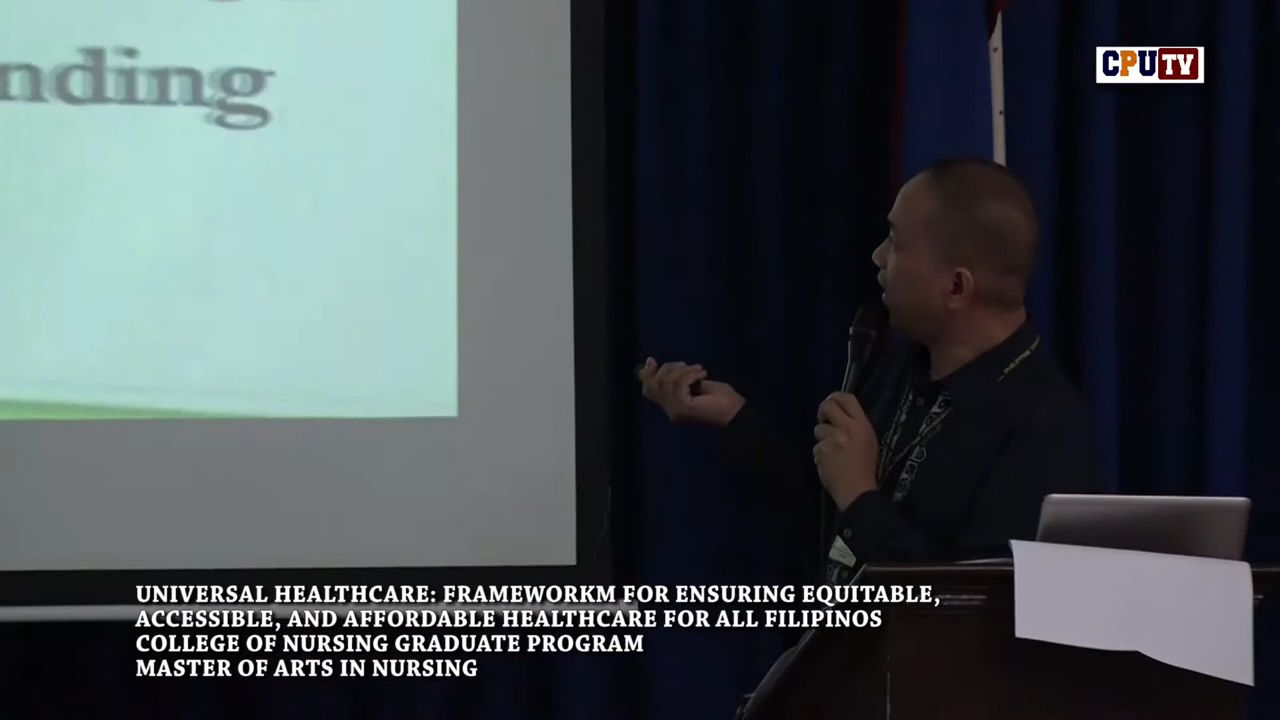 nding
CPUTV
UNIVERSAL HEALTHCARE: FRAMEWORKM FOR ENSURING EQUITABLE,
ACCESSIBLE, AND AFFORDABLE HEALTHCARE FOR ALL FILIPINOS
COLLEGE OF NURSING GRADUATE PROGRAM
MASTER OF ARTS IN NURSING